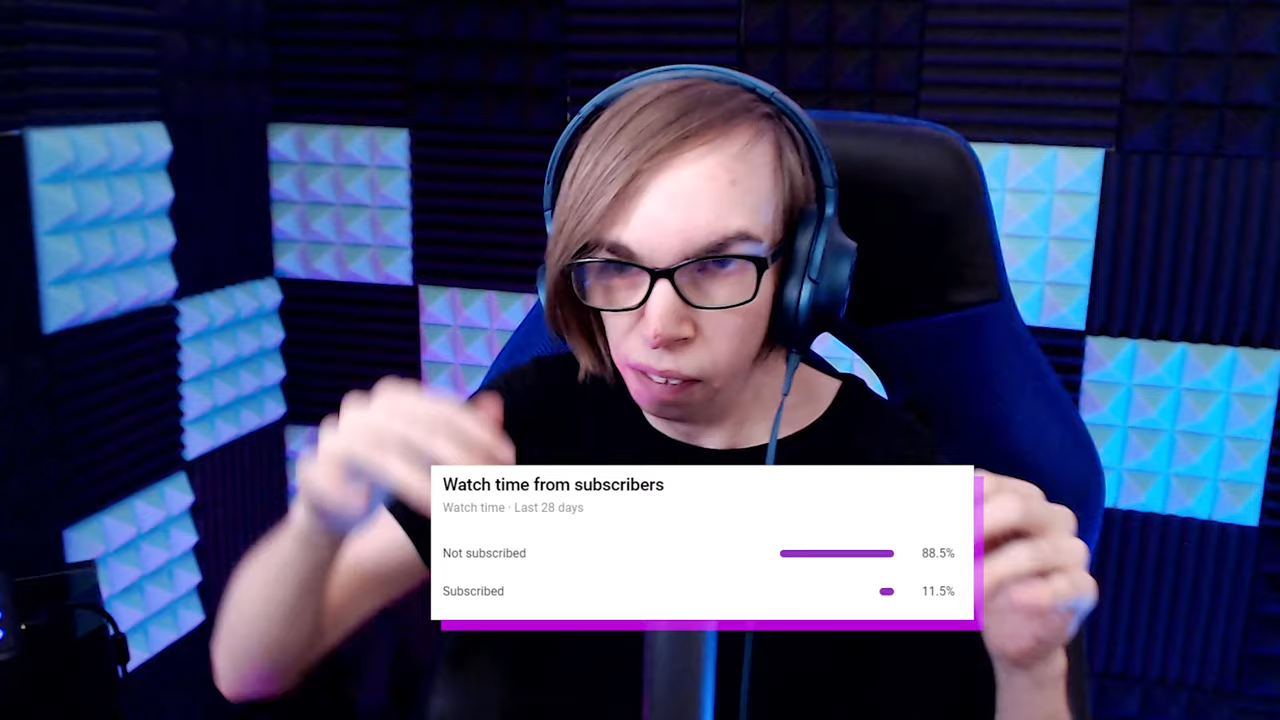 Watch time from subscribers
Watch time · Last 28 days
Not subscribed 88.5%
Subscribed 11.5%